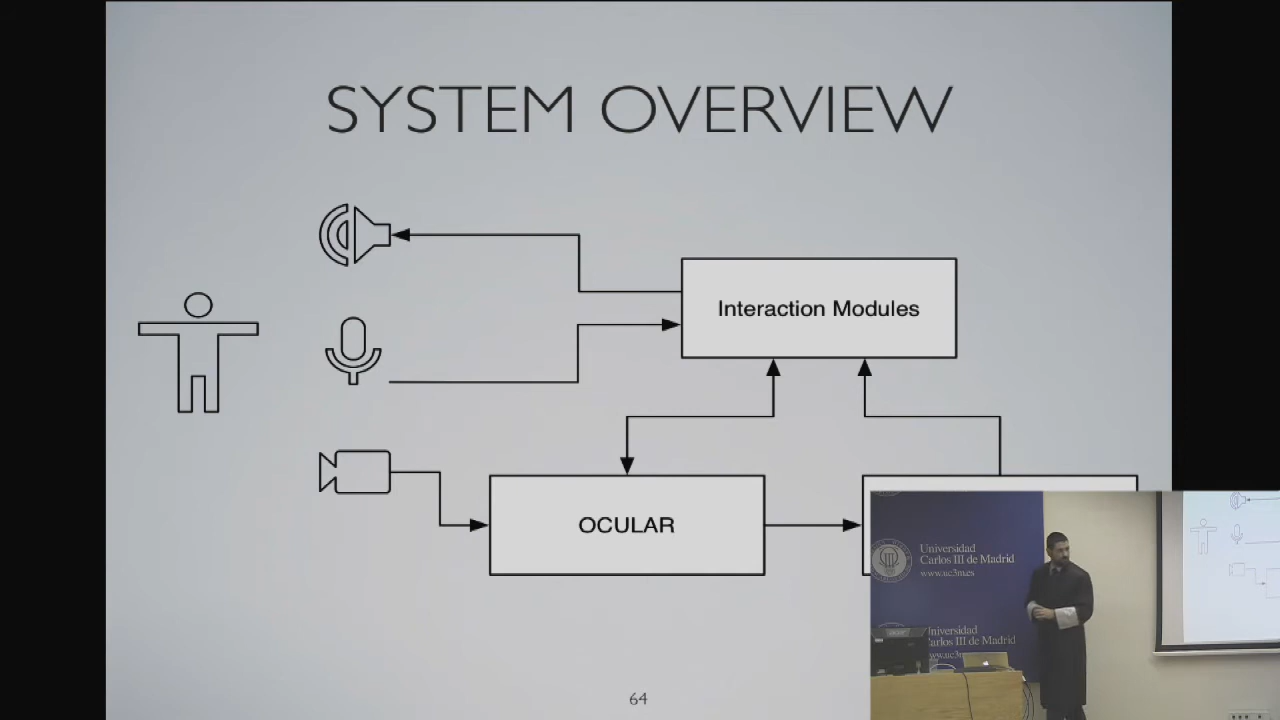 SYSTEM OVERVIEW
Interaction Modules
OCULAR
64
Universidad
Carlos III de Madrid
www.uc3m.es
Universidad
Carlos III de Madrid